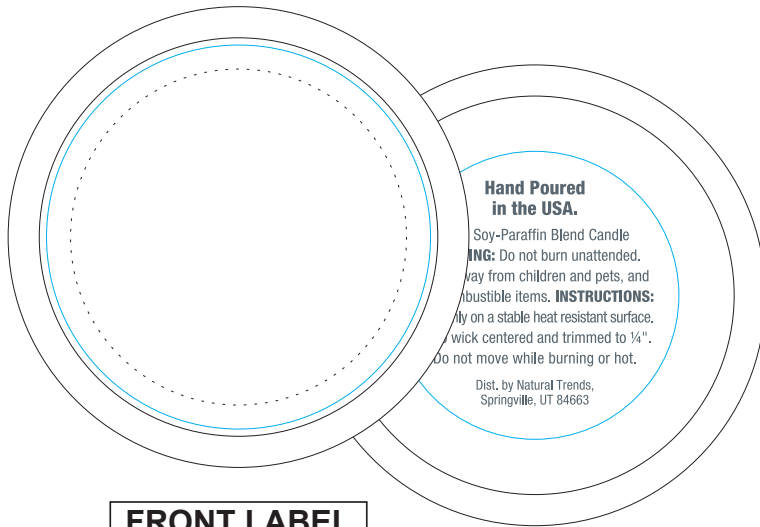 Hand Poured
in the USA.
Soy-Paraffin Blend Candle
ING: Do not burn unattended.
way from children and pets, and
mbustible items. INSTRUCTIONS:
nly on a stable heat resistant surface.
wick centered and trimmed to ¼".
Do not move while burning or hot.
Dist. by Natural Trends,
Springville, UT 84663
FRONT LABEL